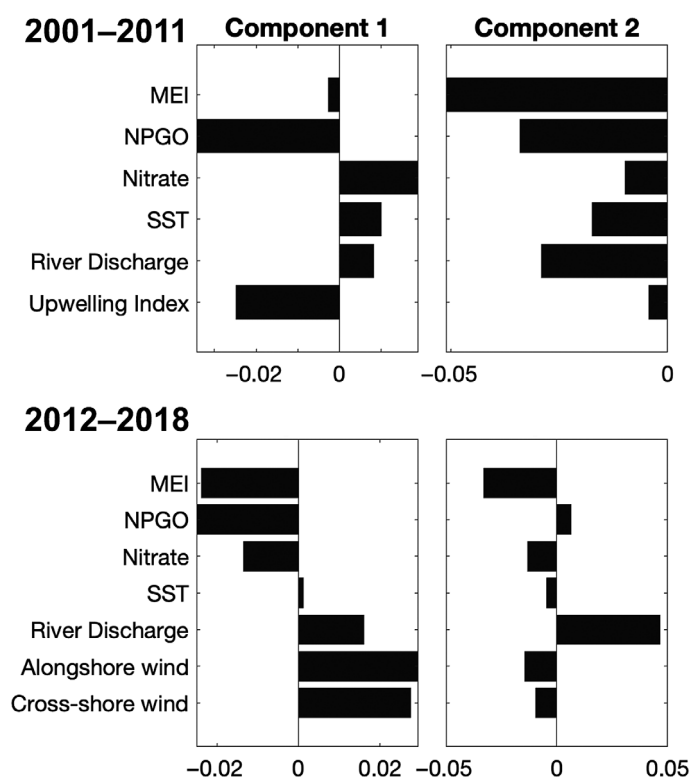 2001–2011 Component 1 Component 2
MEI
NPGO
Nitrate
SST
River Discharge
Upwelling Index
−0.02 0 −0.05 0
2012–2018
MEI
NPGO
Nitrate
SST
River Discharge
Alongshore wind
Cross-shore wind
−0.02 0 0.02 −0.05 0 0.05